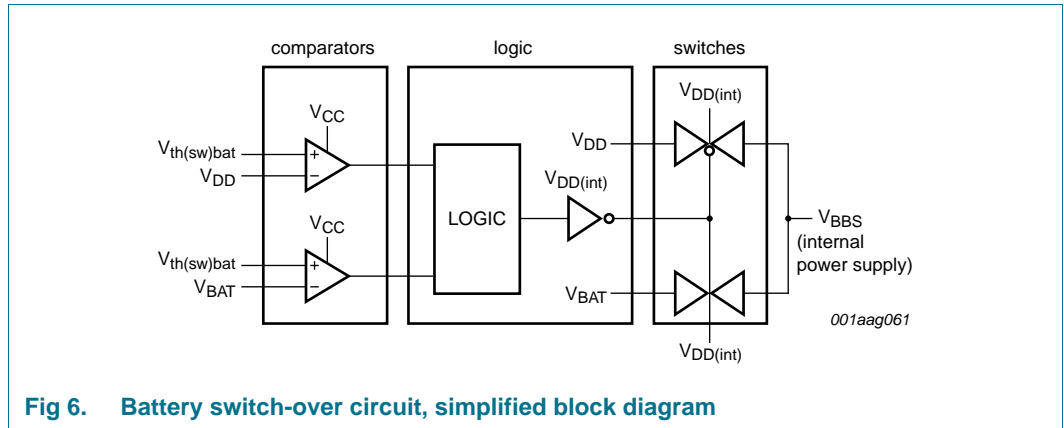 comparators
logic
switches
VCC
Vth(sw)bat
+
VDD
−
VCC
Vth(sw)bat
+
VBAT
−
LOGIC
VDD(int)
VDD(int)
VDD
VBAT
VDD(int)
VBBS
(internal
power supply)
001aag061
Fig 6. Battery switch-over circuit, simplified block diagram